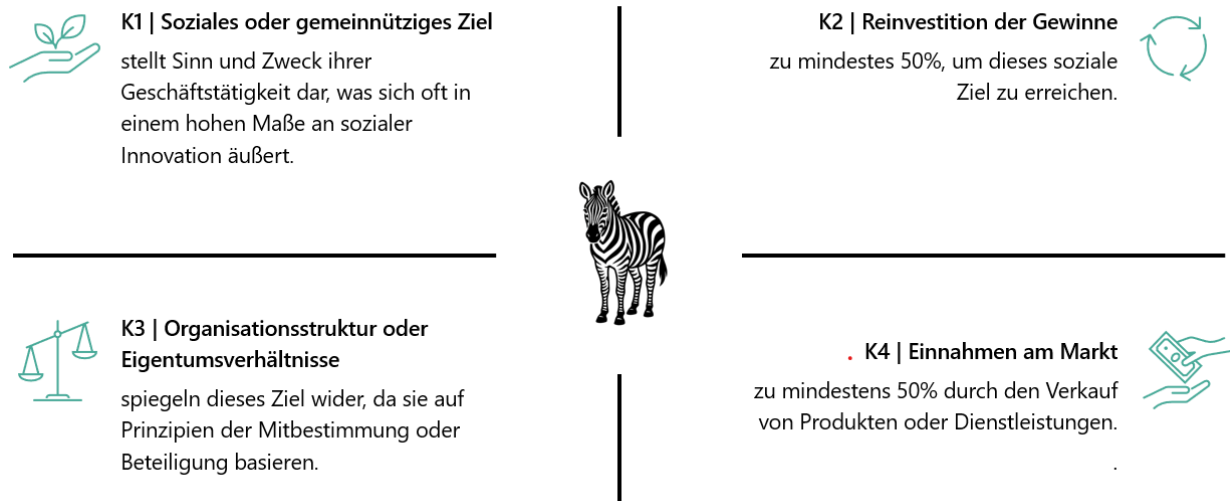 K1 | Soziales oder gemeinnütziges Ziel
stellt Sinn und Zweck ihrer
Geschäftstätigkeit dar, was sich oft in
einem hohen Maße an sozialer
Innovation äußert.
K2 | Reinvestition der Gewinne
zu mindestes 50%, um dieses soziale
Ziel zu erreichen.
K3 | Organisationsstruktur oder
Eigentumsverhältnisse
spiegeln dieses Ziel wider, da sie auf
Prinzipien der Mitbestimmung oder
Beteiligung basieren.
. K4 | Einnahmen am Markt
zu mindestens 50% durch den Verkauf
von Produkten oder Dienstleistungen.
.